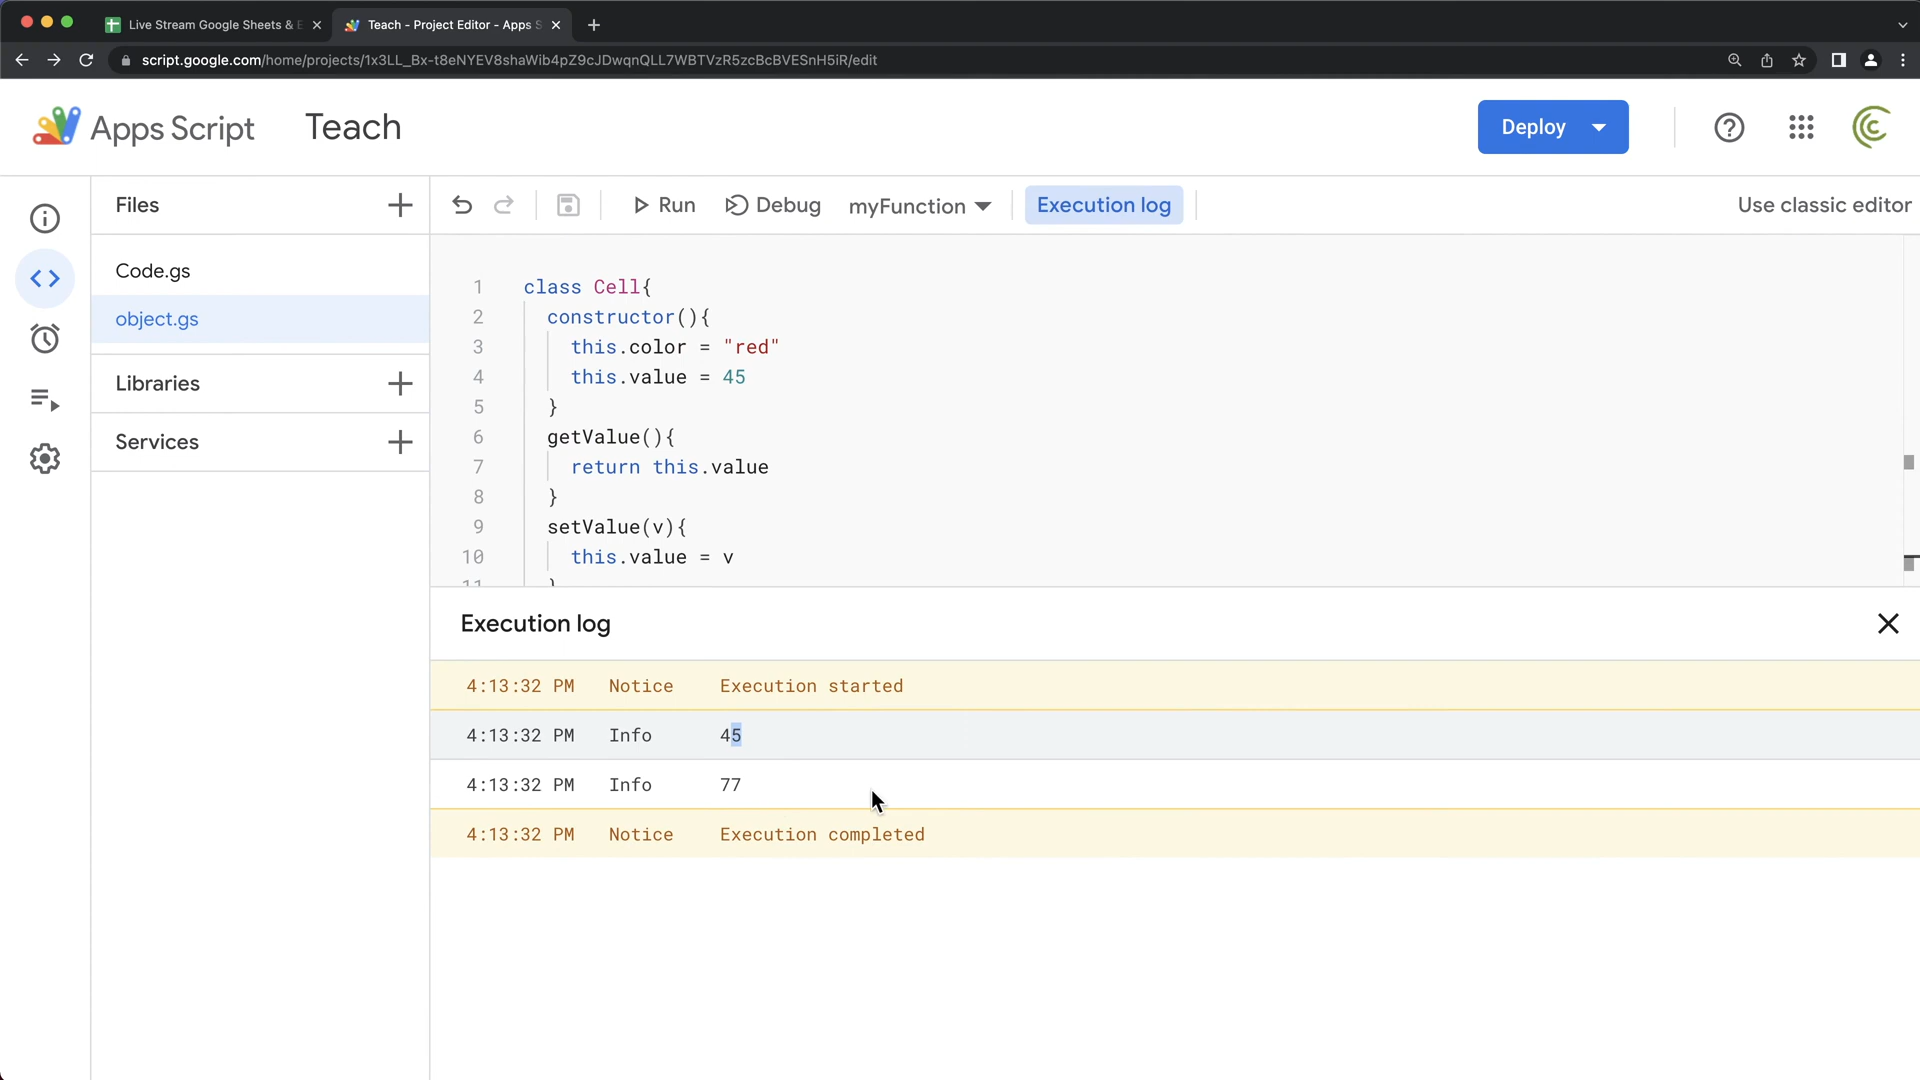 Live Stream Google Sheets & E
Teach - Project Editor - Apps S
script.google.com/home/projects/1x3LL_Bx-t8eNYEV8shaWib4pZ9cJDwqnQLL7WBTVzR5zcBcBVESnH5iR/edit
Apps Script
Teach
Deploy
Files
Run
Debug
myFunction
Execution log
Use classic editor
Code.gs
object.gs
Libraries
Services
1 class Cell{
2 constructor(){
3 this.color = "red"
4 this.value = 45
5 }
6 getValue(){
7 return this.value
8 }
9 setValue(v){
10 this.value = v
11 }
Execution log
4:13:32 PM Notice Execution started
4:13:32 PM Info 45
4:13:32 PM Info 77
4:13:32 PM Notice Execution completed